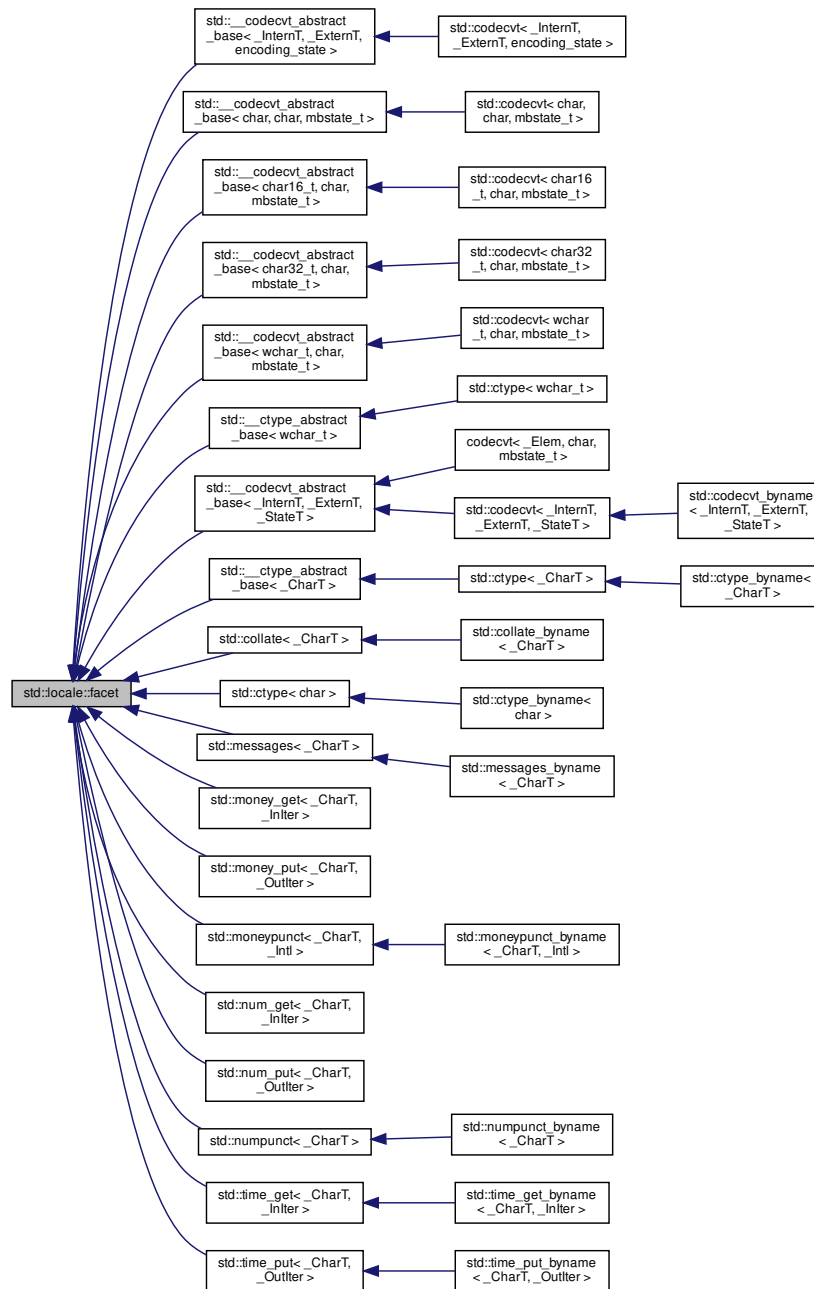 std::__codecvt_abstract
_base< _InternT, _ExternT,
encoding_state >
std::codecvt< _InternT,
_ExternT, encoding_state >
std::__codecvt_abstract
_base< char, char, mbstate_t >
std::codecvt< char,
char, mbstate_t >
std::__codecvt_abstract
_base< char16_t, char,
mbstate_t >
std::codecvt< char16
_t, char, mbstate_t >
std::__codecvt_abstract
_base< char32_t, char,
mbstate_t >
std::codecvt< char32
_t, char, mbstate_t >
std::__codecvt_abstract
_base< wchar_t, char,
mbstate_t >
std::codecvt< wchar
_t, char, mbstate_t >
std::__ctype_abstract
_base< wchar_t >
std::ctype< wchar_t >
std::__codecvt_abstract
_base< _InternT, _ExternT,
_StateT >
codecvt< _Elem, char,
mbstate_t >
std::codecvt< _InternT,
_ExternT, _StateT >
std::codecvt_byname
< _InternT, _ExternT,
_StateT >
std::__ctype_abstract
_base< _CharT >
std::ctype< _CharT >
std::ctype_byname<
_CharT >
std::collate< _CharT >
std::collate_byname
< _CharT >
std::locale::facet
std::ctype< char >
std::ctype_byname<
char >
std::messages< _CharT >
std::messages_byname
< _CharT >
std::money_get< _CharT,
_InIter >
std::money_put< _CharT,
_OutIter >
std::moneypunct< _CharT,
_Intl >
std::moneypunct_byname
< _CharT, _Intl >
std::num_get< _CharT,
_InIter >
std::num_put< _CharT,
_OutIter >
std::numpunct< _CharT >
std::numpunct_byname
< _CharT >
std::time_get< _CharT,
_InIter >
std::time_get_byname
< _CharT, _InIter >
std::time_put< _CharT,
_OutIter >
std::time_put_byname
< _CharT, _OutIter >